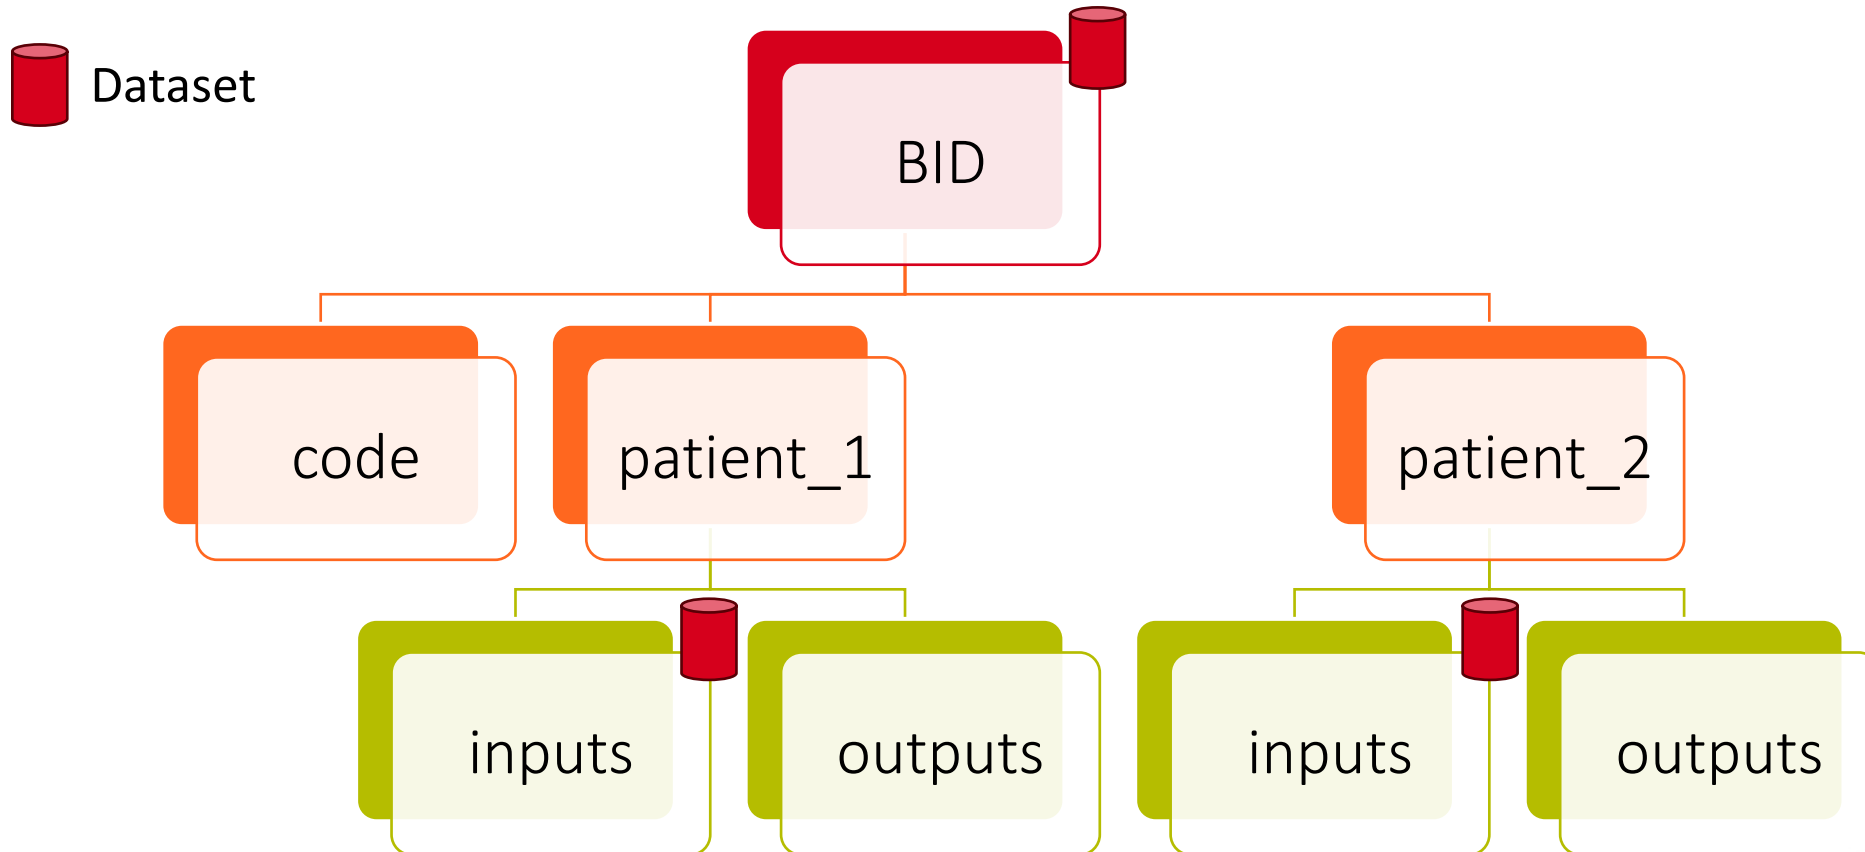 Dataset
BID
code
patient_1
patient_2
inputs
outputs
inputs
outputs